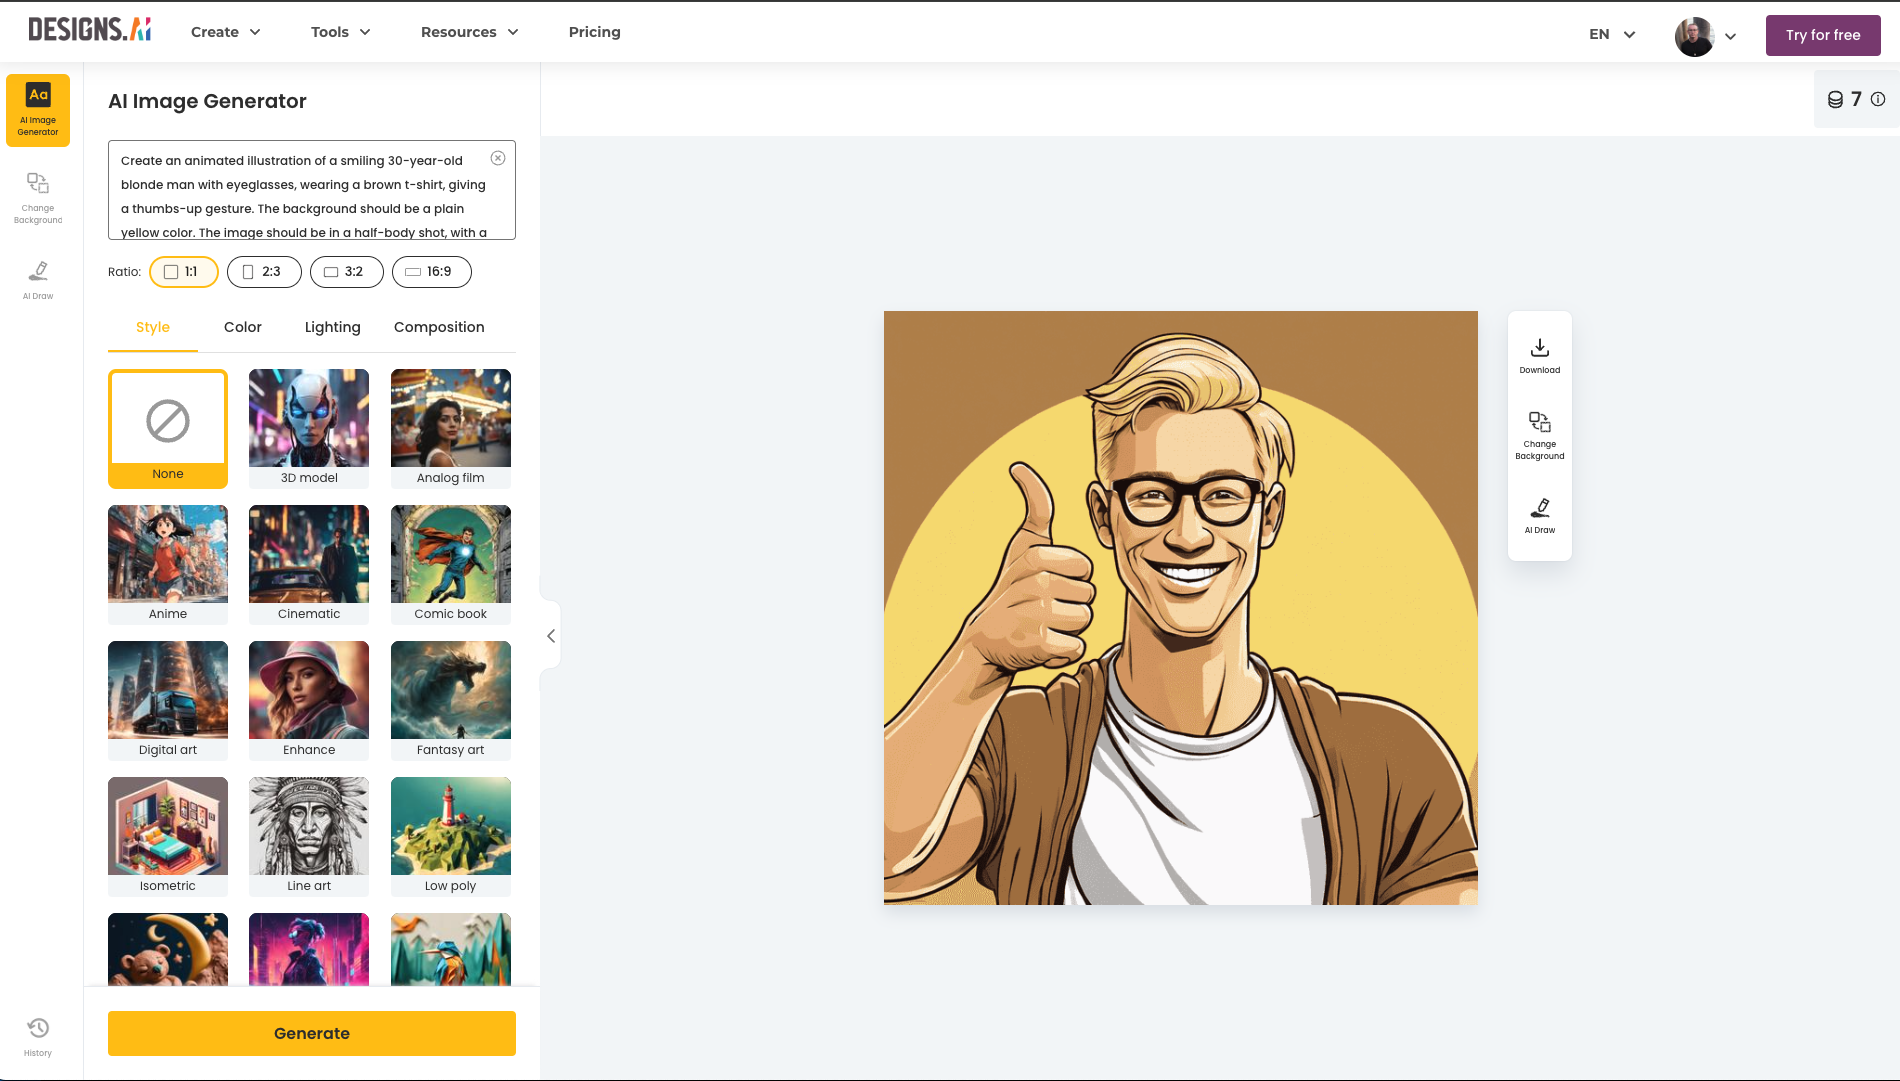 DESIGNS.AI
Create
Tools
Resources
Pricing
EN
Try for free
Aa
AI Image
Generator
Change
Background
AI Draw
History
AI Image Generator
Create an animated illustration of a smiling 30-year-old
blonde man with eyeglasses, wearing a brown t-shirt, giving
a thumbs-up gesture. The background should be a plain
yellow color. The image should be in a half-body shot, with a
Ratio:
1:1
2:3
3:2
16:9
Style
Color
Lighting
Composition
None
3D model
Analog film
Anime
Cinematic
Comic book
Digital art
Enhance
Fantasy art
Isometric
Line art
Low poly
Generate
7
Download
Change
Background
AI Draw